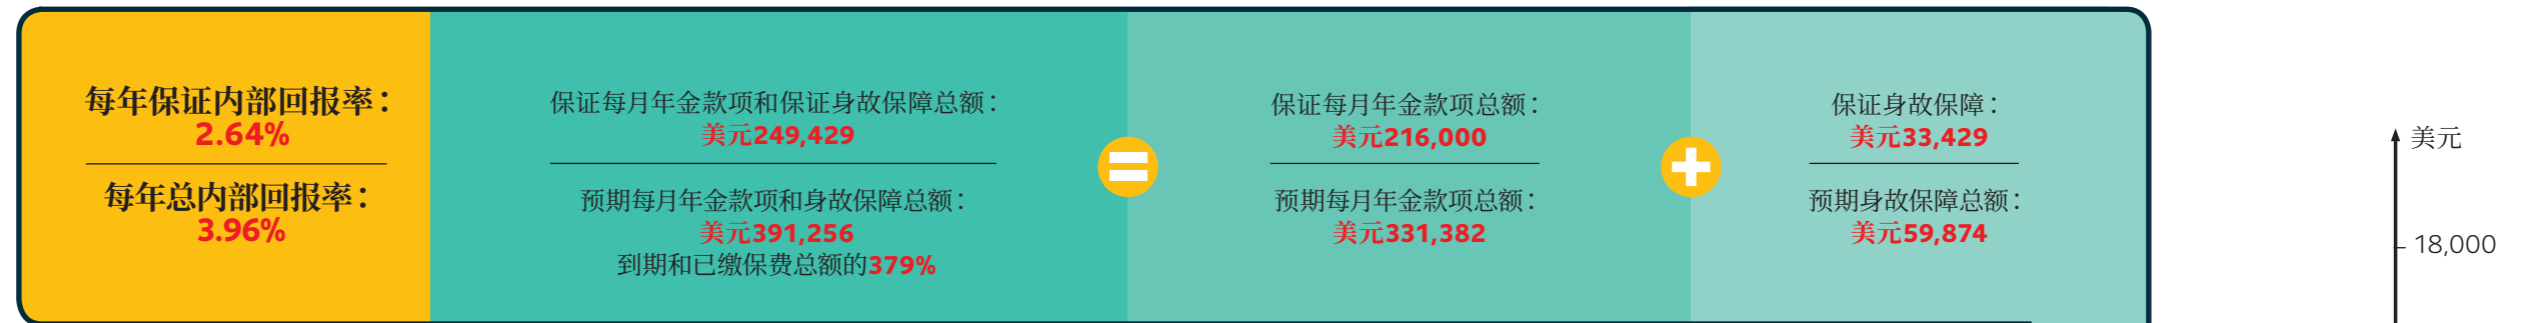 每年保证内部回报率：
2.64%
每年总内部回报率：
3.96%
保证每月年金款项和保证身故保障总额：
美元249,429
预期每月年金款项和身故保障总额：
美元391,256
到期和已缴保费总额的379%
保证每月年金款项总额：
美元216,000
预期每月年金款项总额：
美元331,382
保证身故保障：
美元33,429
预期身故保障总额：
美元59,874
美元
18,000